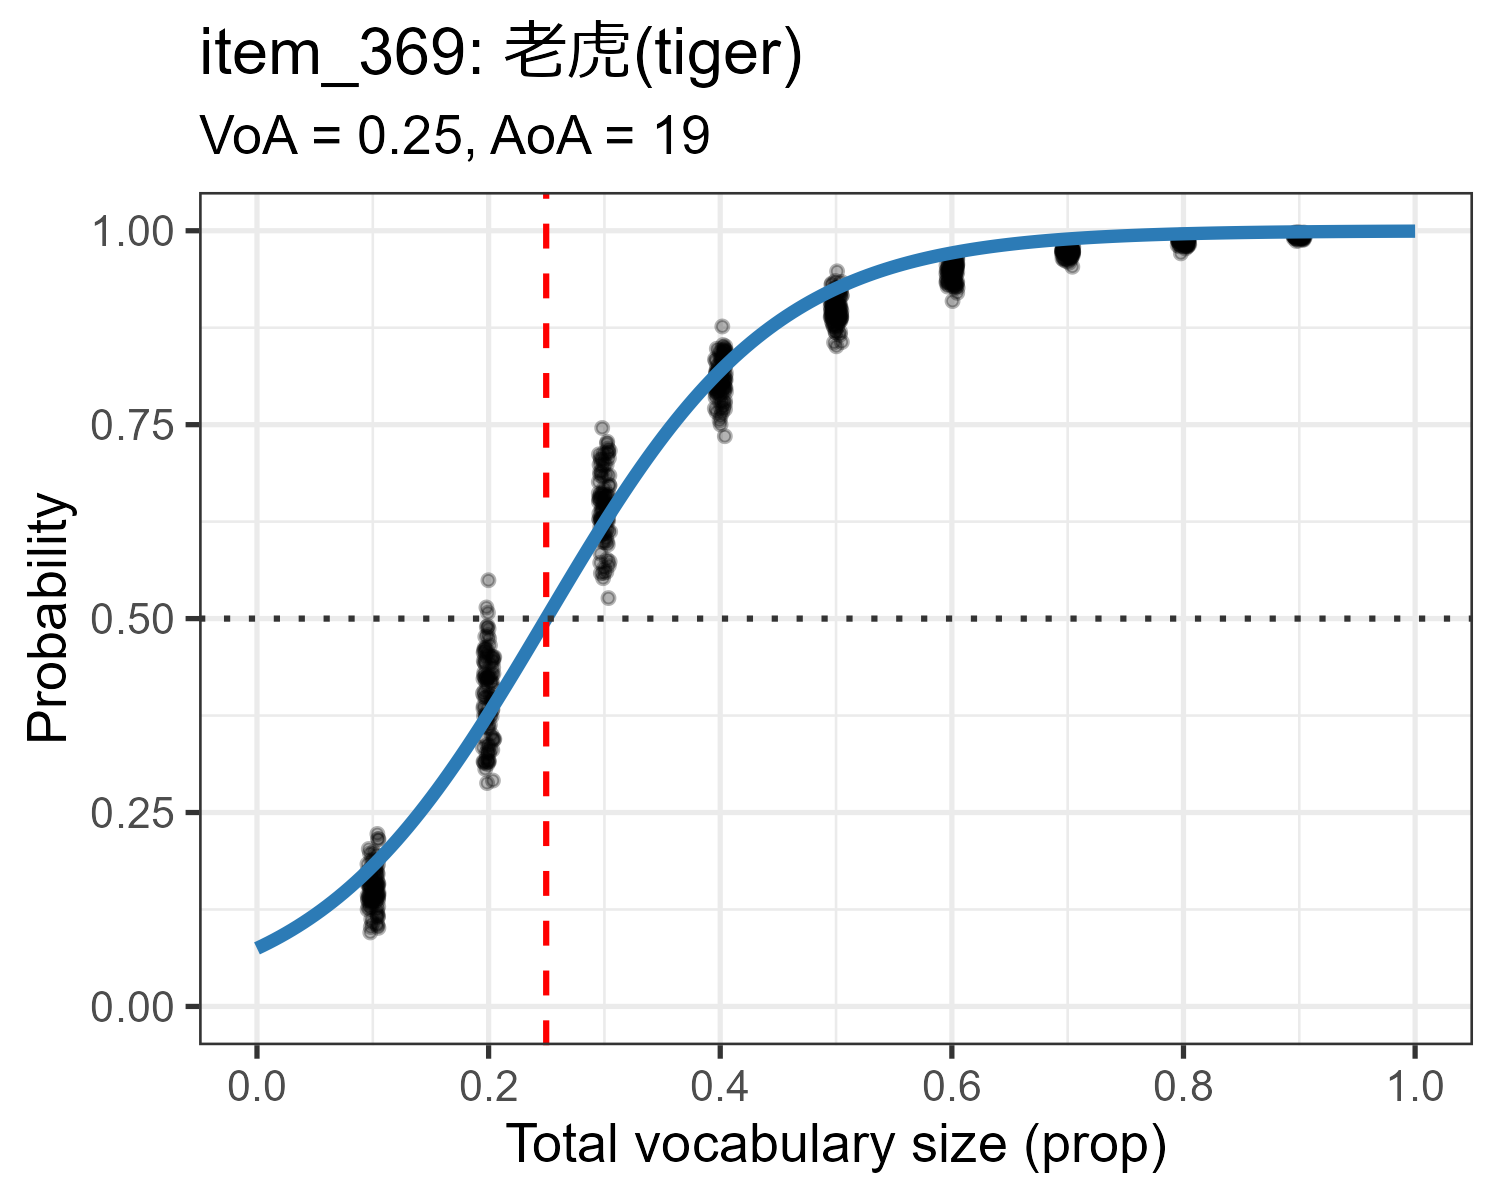 item_369: 老虎(tiger)
VoA = 0.25, AoA = 19
1.00
0.75
0.50
0.25
0.00
Probability
0.0 0.2 0.4 0.6 0.8 1.0
Total vocabulary size (prop)